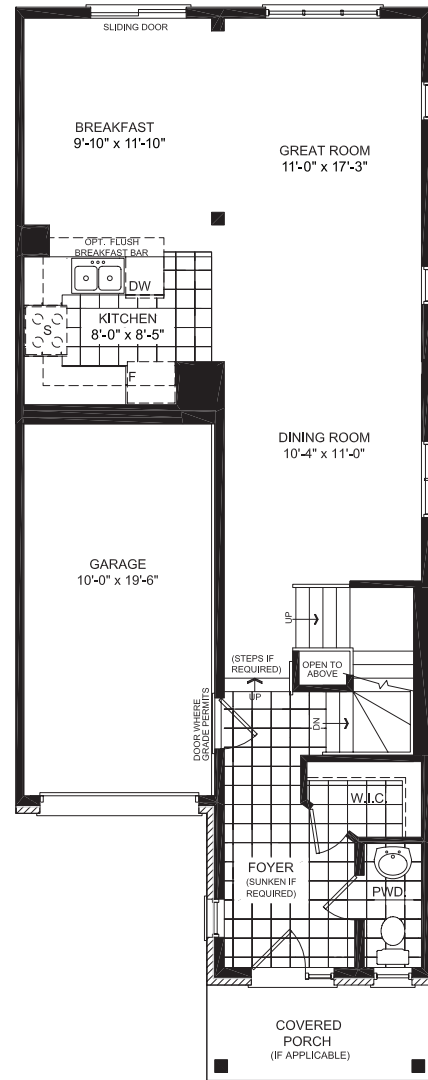 SLIDING DOOR
BREAKFAST
9'-10" x 11'-10"
GREAT ROOM
11'-0" x 17'-3"
OPT. FLUSH
BREAKFAST BAR
DW
KITCHEN
8'-0" x 8'-5"
S
F
DINING ROOM
10'-4" x 11'-0"
GARAGE
10'-0" x 19'-6"
UP
(STEPS IF
REQUIRED)
OPEN TO
ABOVE
UP
DOOR WHERE
GRADE PERMITS
DN
W.I.C.
FOYER
(SUNKEN IF
REQUIRED)
PWD.
COVERED
PORCH
(IF APPLICABLE)